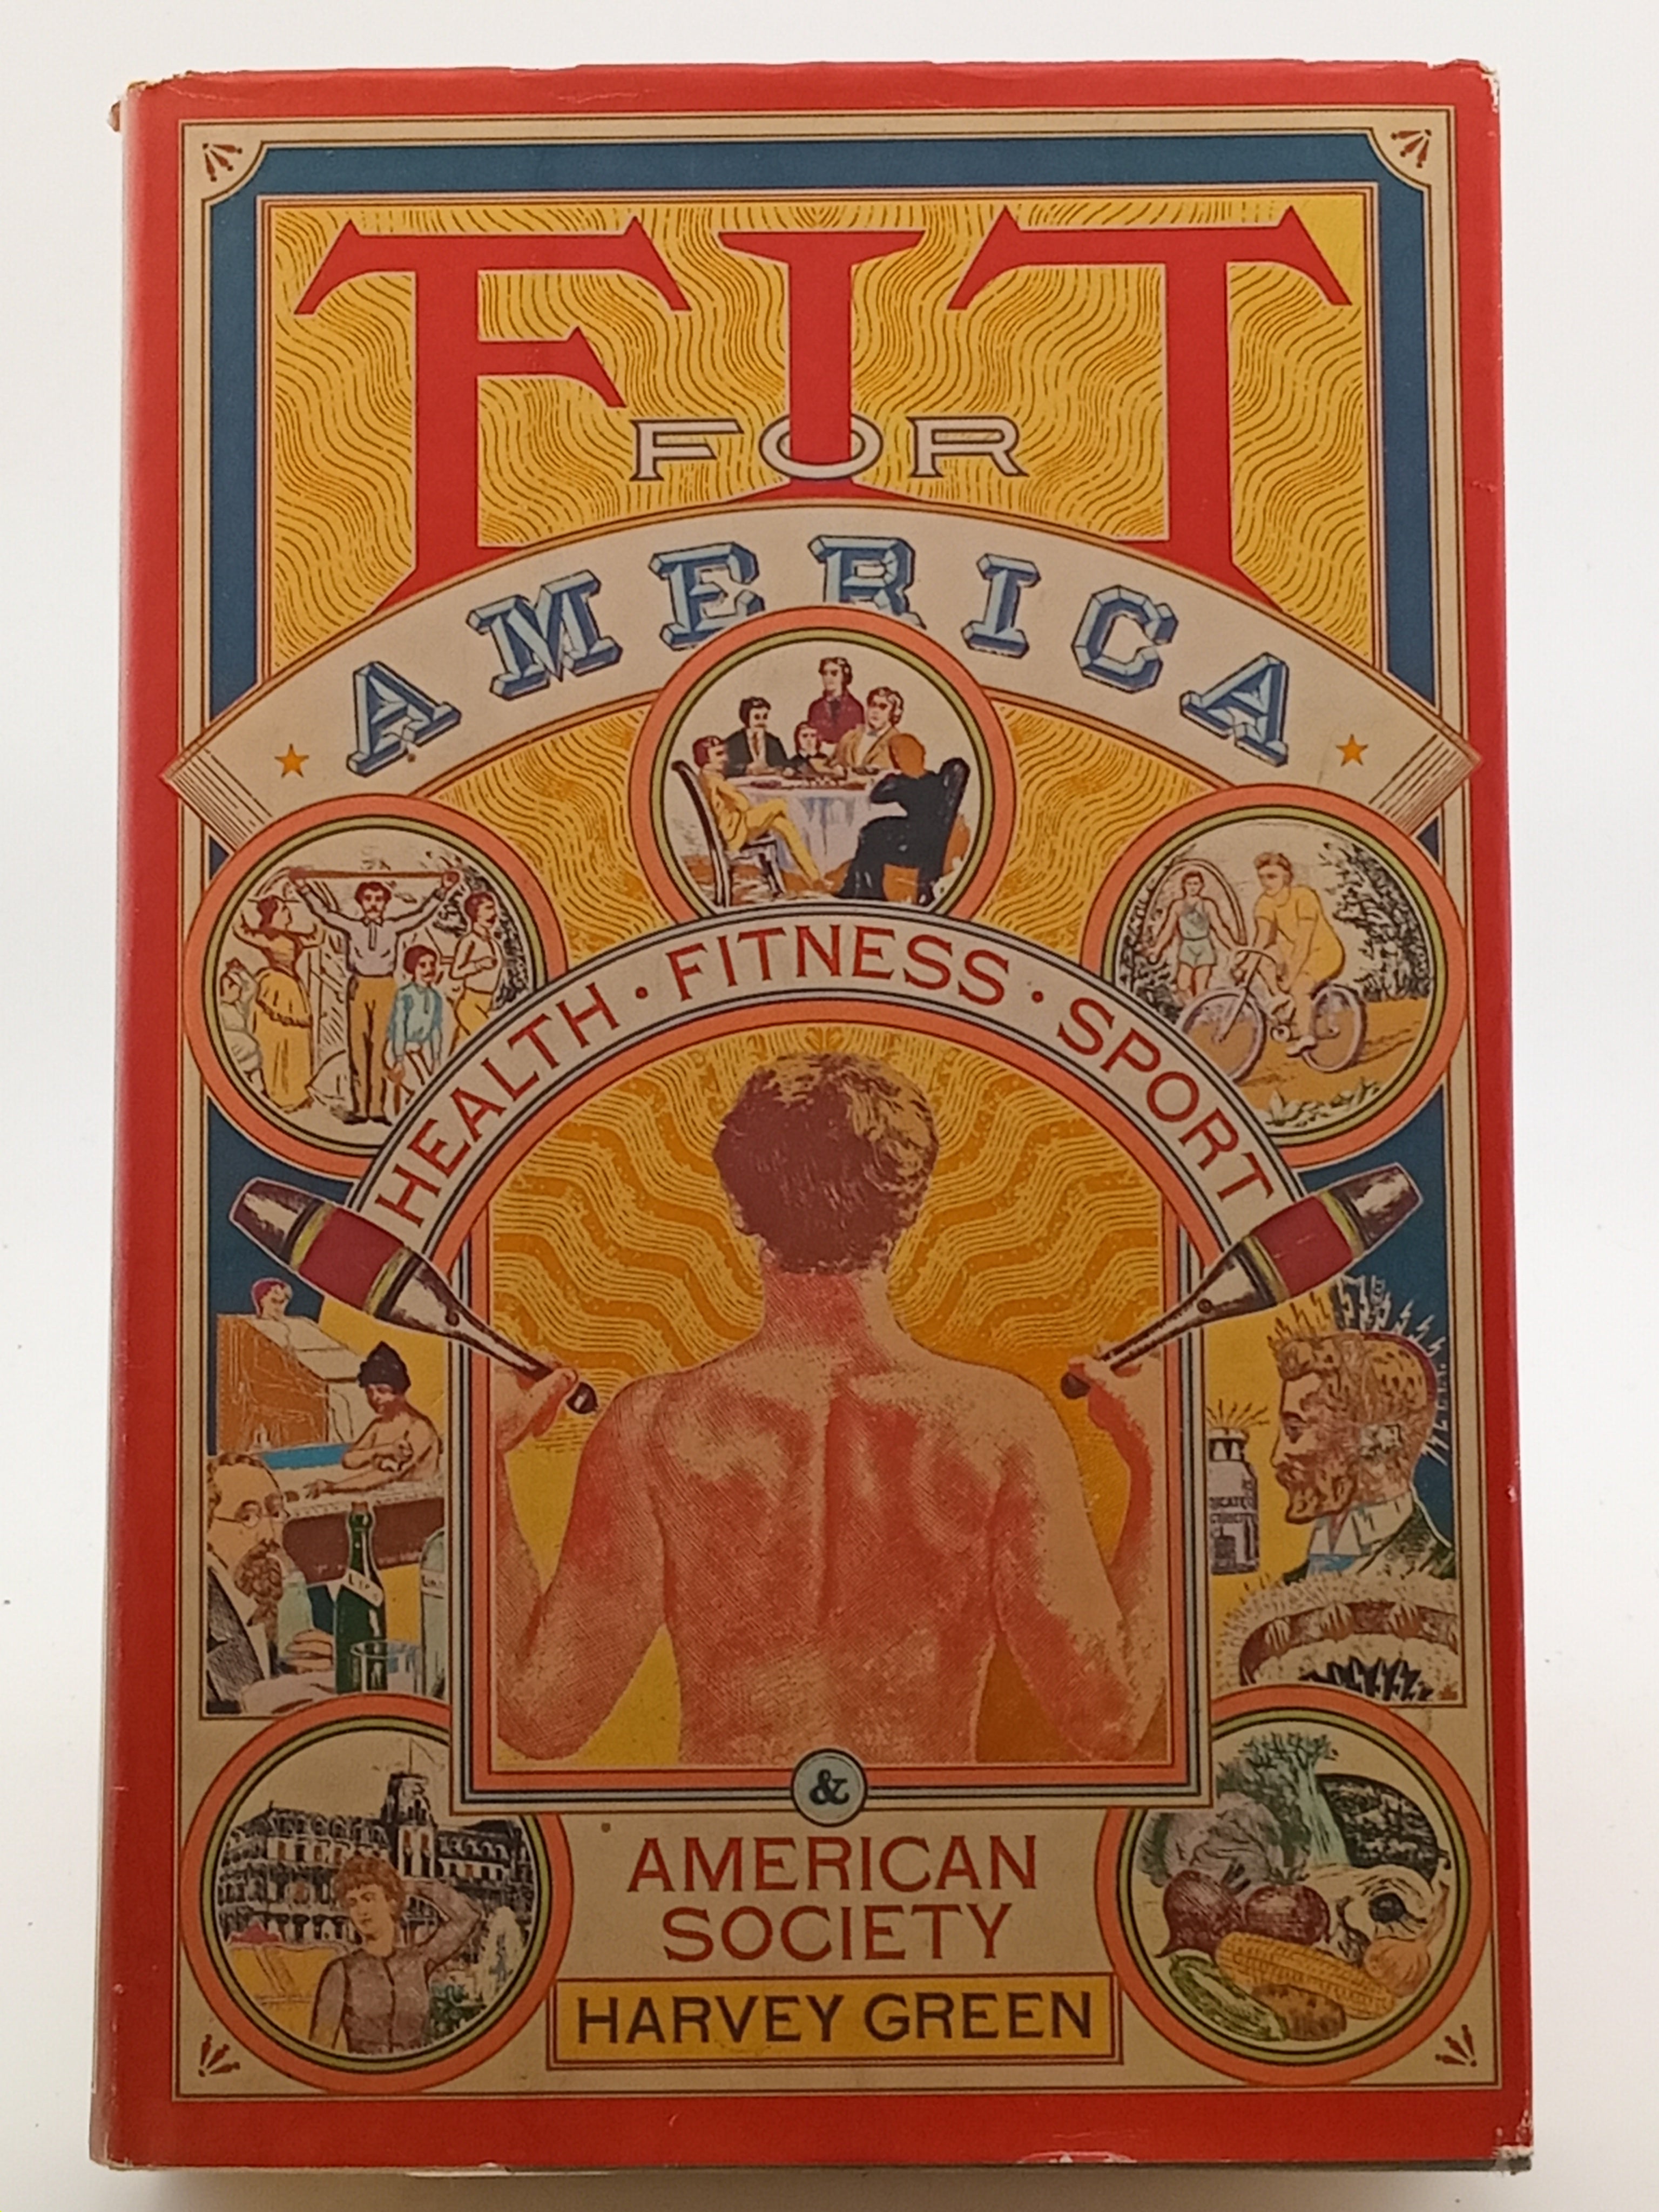 FIT
FOR
AMERICA
HEALTH · FITNESS · SPORT
&
AMERICAN
SOCIETY
HARVEY GREEN